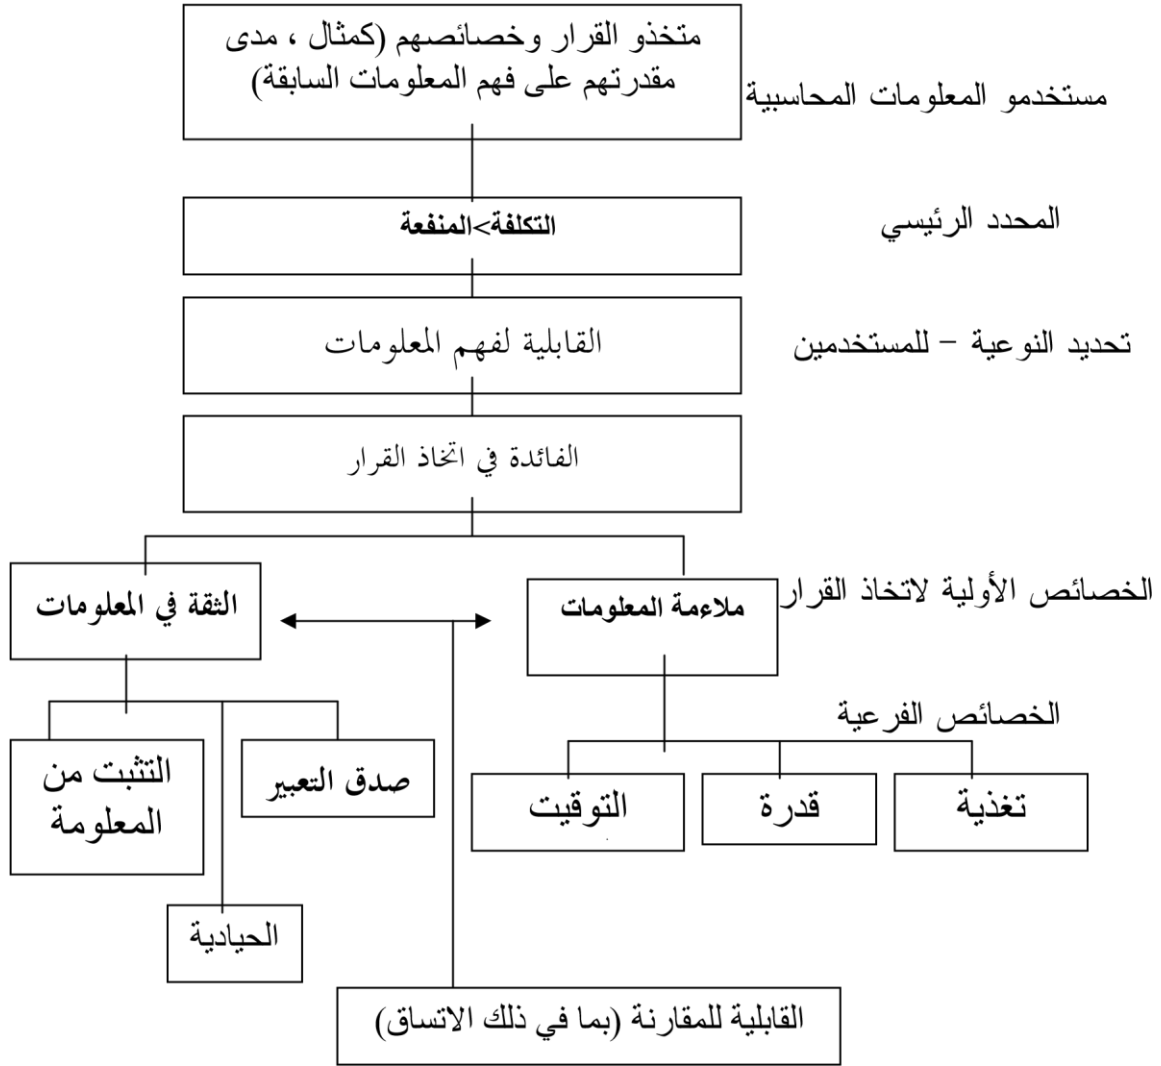 متخذو القرار وخصائصهم (كمثال ، مدى
مقدرتهم على فهم المعلومات السابقة)
مستخدمو المعلومات المحاسبية
التكلفة>المنفعة
المحدد الرئيسي
القابلية لفهم المعلومات
تحديد النوعية – للمستخدمين
الفائدة في اتخاذ القرار
الخصائص الأولية لاتخاذ القرار
ملاءمة المعلومات
الثقة في المعلومات
الخصائص الفرعية
تغذية
قدرة
التوقيت
صدق التعبير
التثبت من
المعلومة
الحيادية
القابلية للمقارنة (بما في ذلك الاتساق)